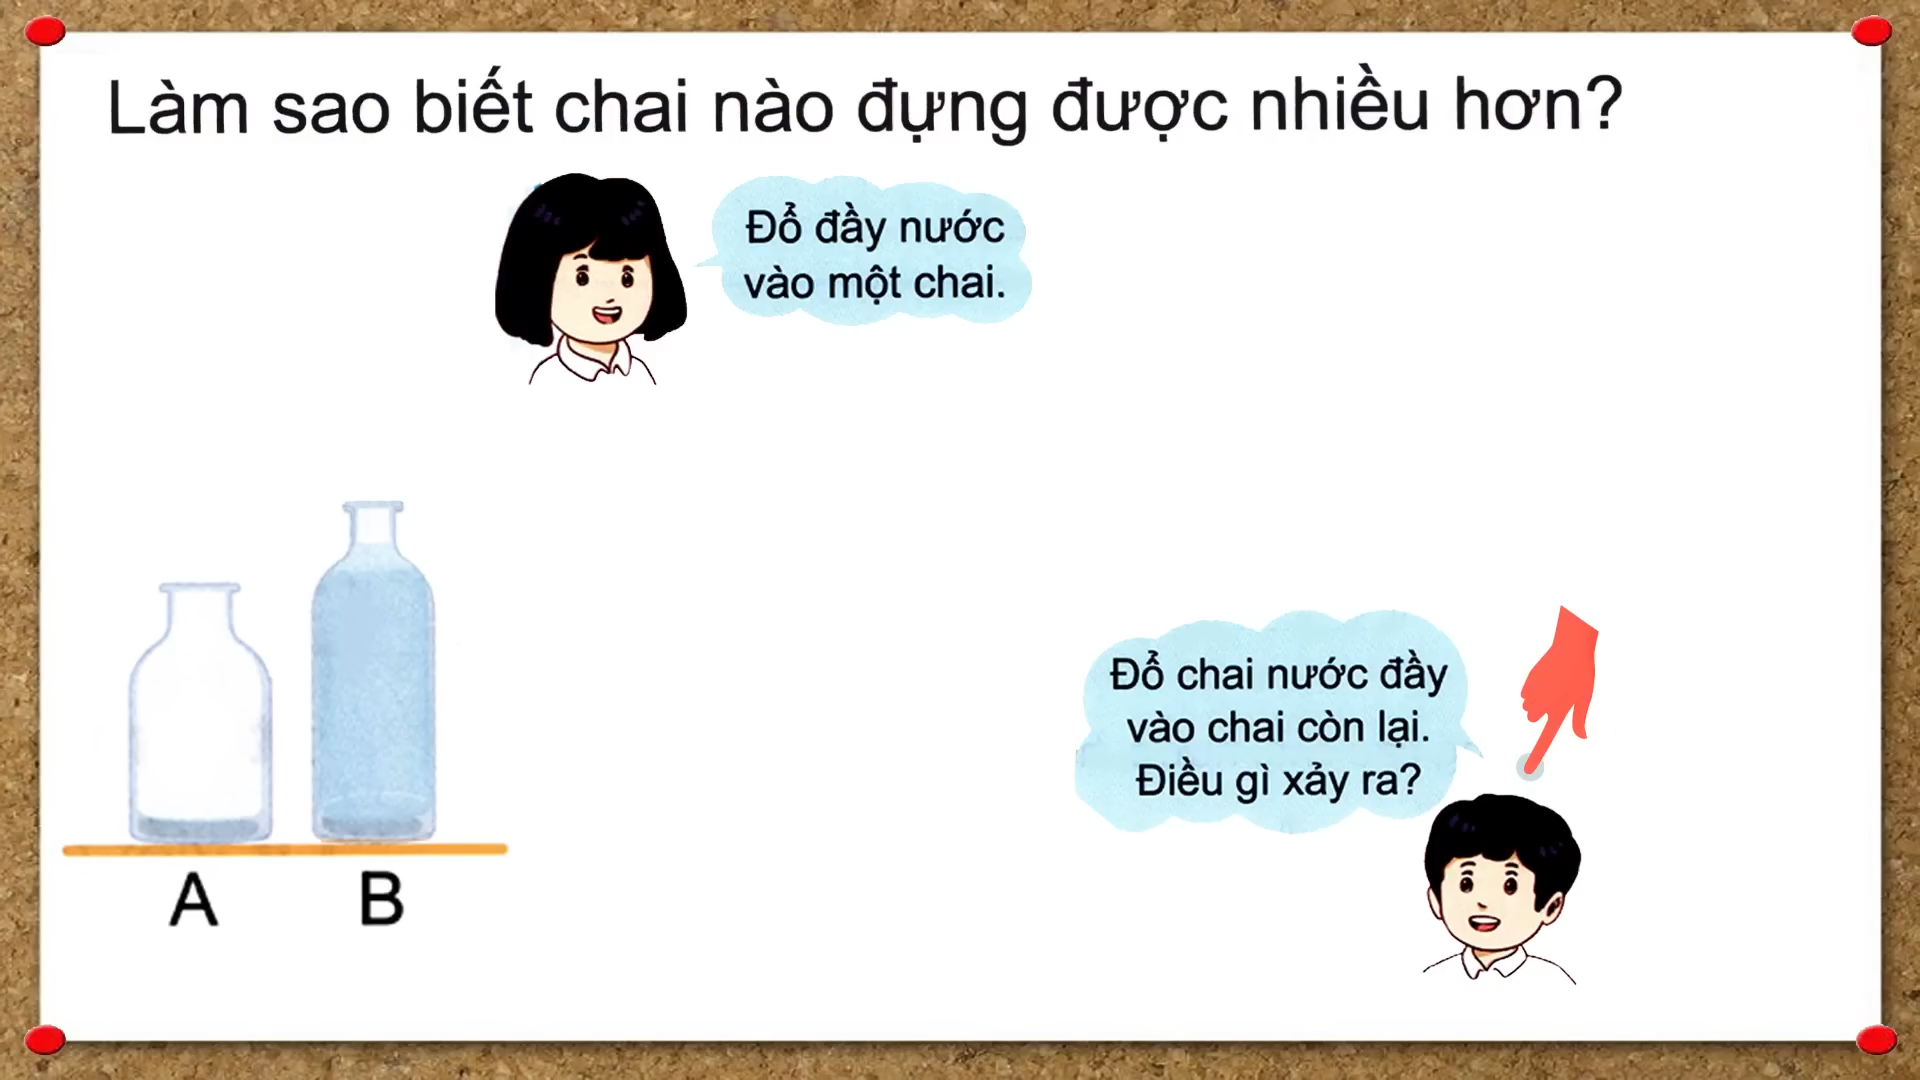 Làm sao biết chai nào đựng được nhiều hơn?
Đổ đầy nước
vào một chai.
Đổ chai nước đầy
vào chai còn lại.
Điều gì xảy ra?
A B